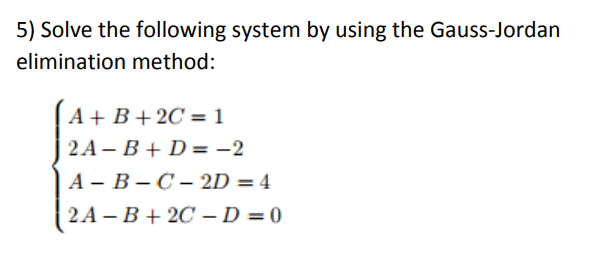 5) Solve the following system by using the Gauss-Jordan
elimination method:
A + B + 2C = 1
2A − B + D = −2
A − B − C − 2D = 4
2A − B + 2C − D = 0